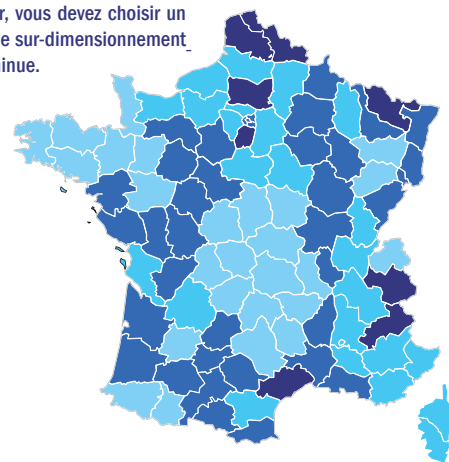 r, vous devez choisir un
e sur-dimensionnement
inue.